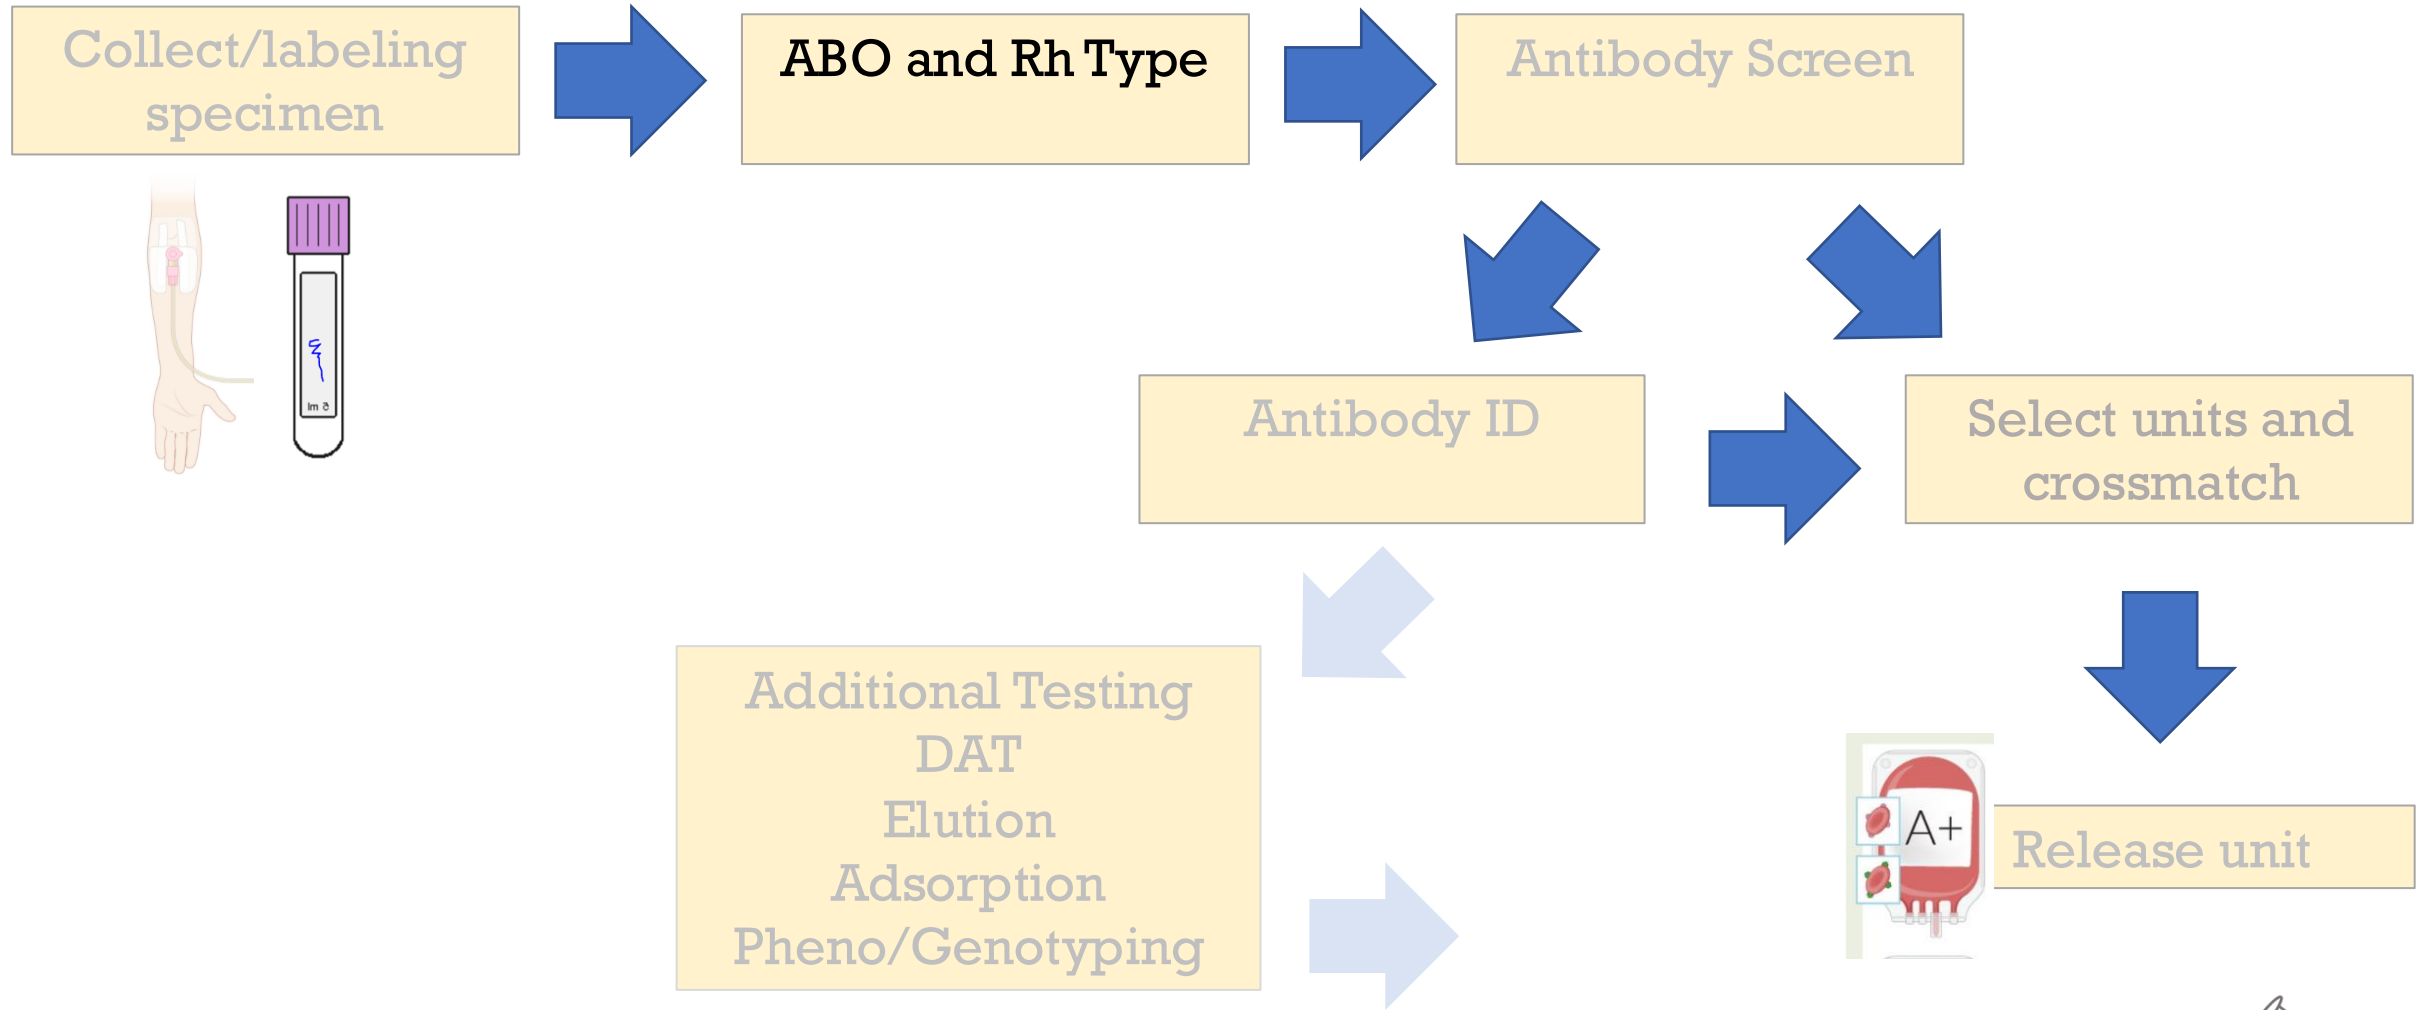 Collect/labeling
specimen
ABO and Rh Type
Antibody Screen
Antibody ID
Select units and
crossmatch
Additional Testing
DAT
Elution
Adsorption
Pheno/Genotyping
A+
Release unit